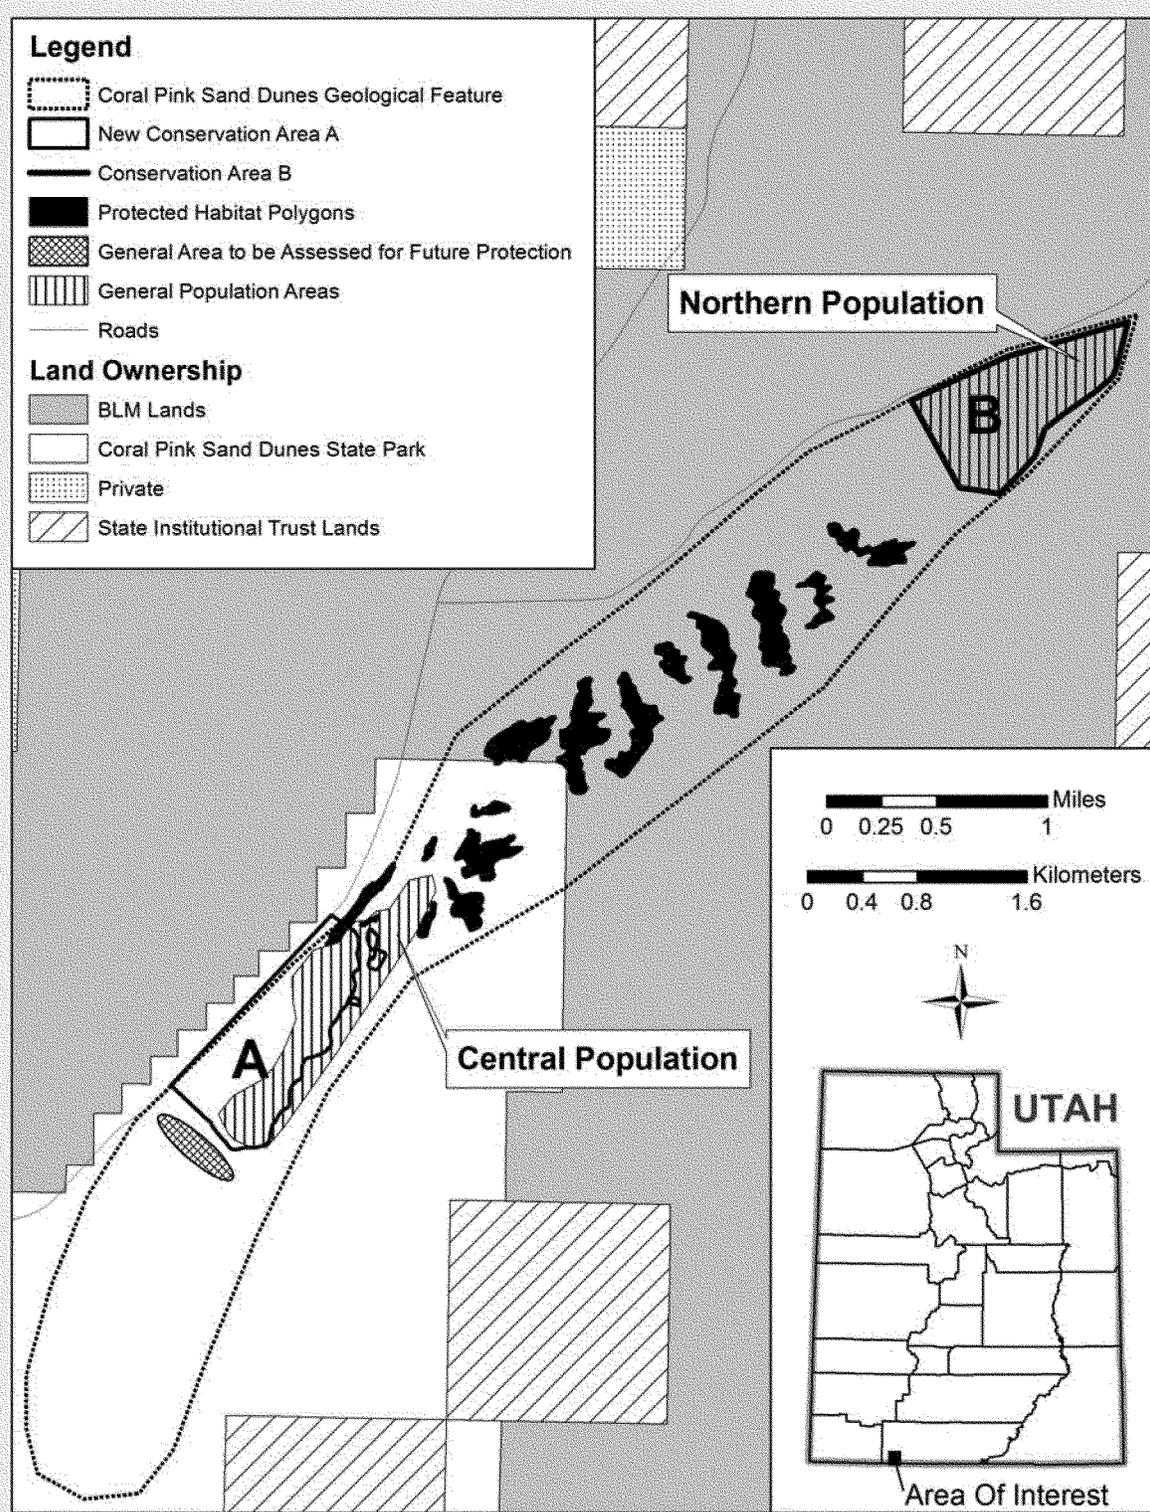 Legend
Coral Pink Sand Dunes Geological Feature
New Conservation Area A
Conservation Area B
Protected Habitat Polygons
General Area to be Assessed for Future Protection
General Population Areas
Roads
Land Ownership
BLM Lands
Coral Pink Sand Dunes State Park
Private
State Institutional Trust Lands
Northern Population
B
A
Central Population
Miles
0 0.25 0.5 1
Kilometers
0 0.4 0.8 1.6
N
UTAH
Area Of Interest